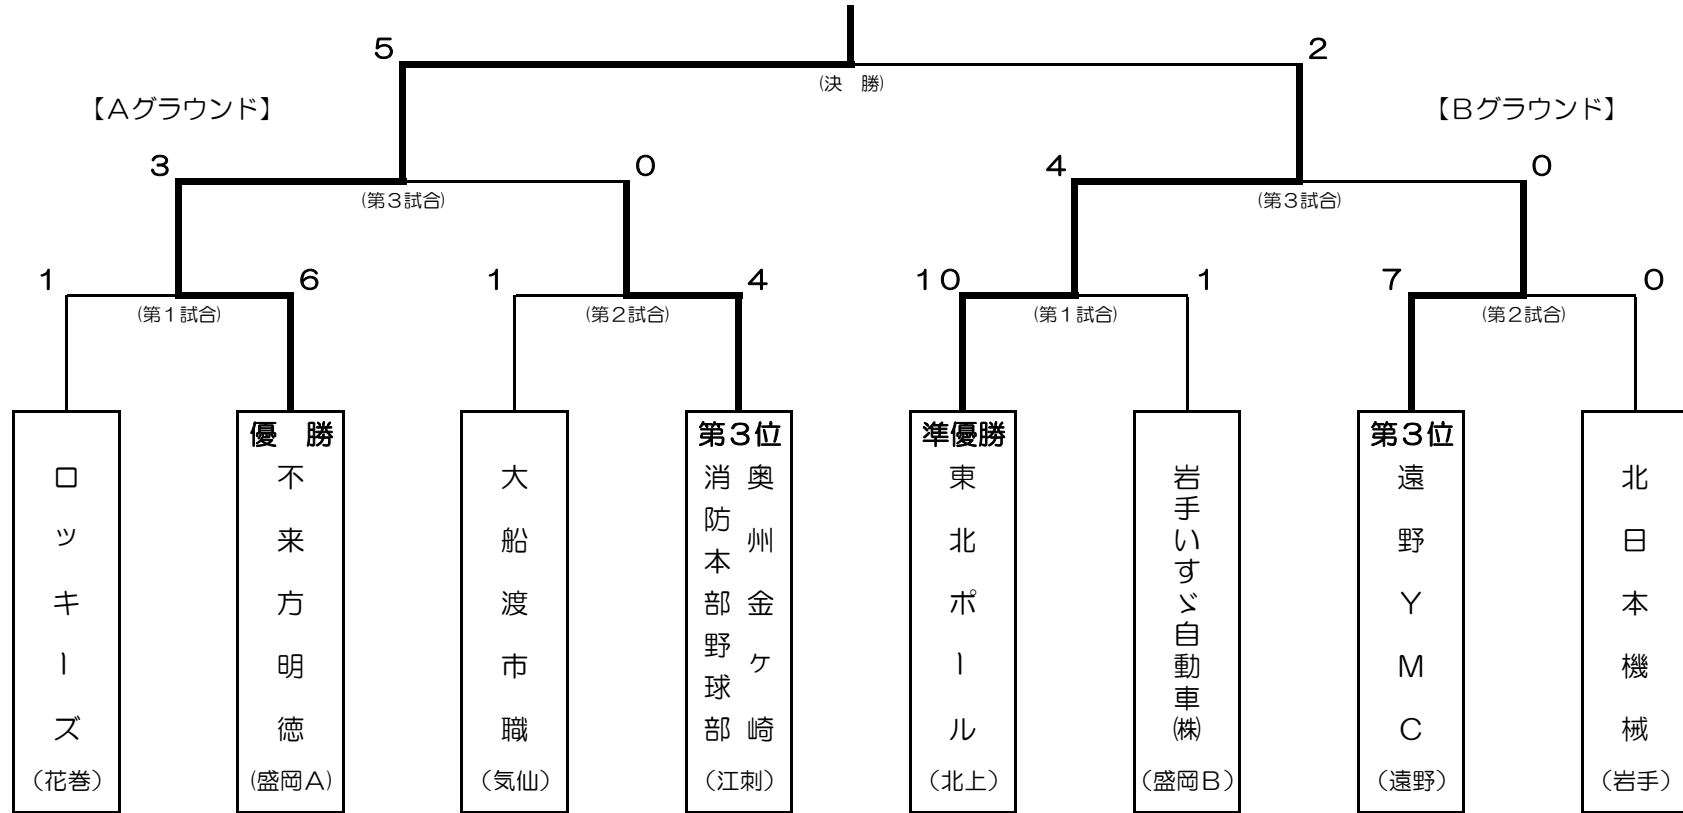 5
2
(決　勝)
【Aグラウンド】
【Bグラウンド】
3
0
4
0
(第3試合)
(第3試合)
1
6
1
4
10
1
7
0
(第1試合)
(第2試合)
(第1試合)
(第2試合)
ロッキーズ
(花巻)
優　勝
不来方明徳
(盛岡A)
大船渡市職
(気仙)
第3位
奥州金ヶ崎
消防本部野球部
(江刺)
準優勝
東北ポール
(北上)
岩手いすゞ自動車㈱
(盛岡B)
第3位
遠野YMC
(遠野)
北日本機械
(岩手)